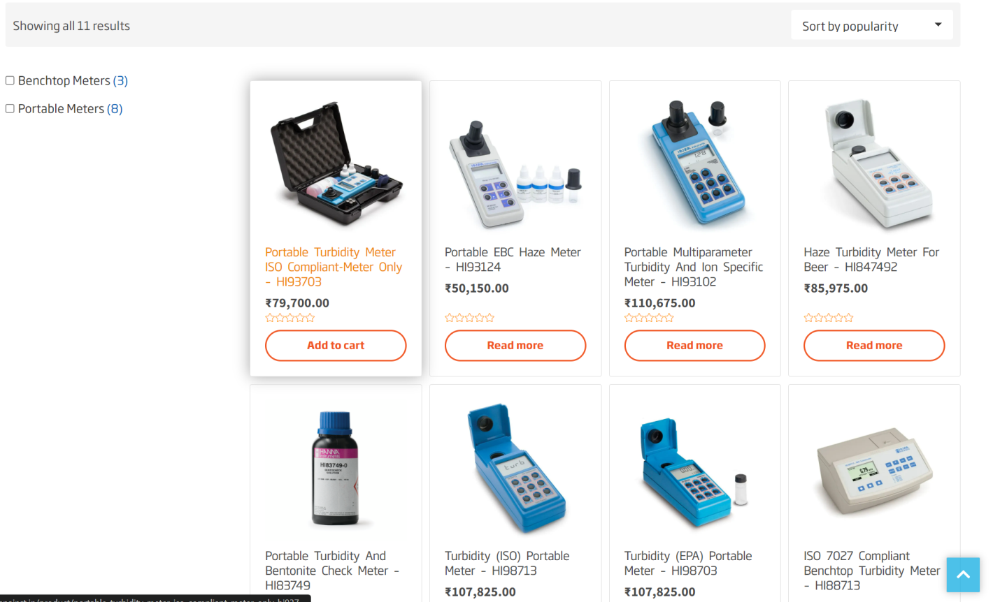 Showing all 11 results
Sort by popularity
Benchtop Meters (3)
Portable Meters (8)
Portable Turbidity Meter
ISO Compliant-Meter Only
- HI93703
₹79,700.00
Add to cart
Portable EBC Haze Meter
- HI93124
₹50,150.00
Read more
128
Portable Multiparameter
Turbidity And Ion Specific
Meter - HI93102
₹110,675.00
Read more
Haze Turbidity Meter For
Beer - HI847492
₹85,975.00
Read more
HANNA
instruments
HI83749-0
Portable Turbidity And
Bentonite Check Meter -
HI83749
turb
Turbidity (ISO) Portable
Meter - HI98713
₹107,825.00
Turbidity (EPA) Portable
Meter - HI98703
₹107,825.00
6.79
ISO 7027 Compliant
Benchtop Turbidity Meter
- HI88713